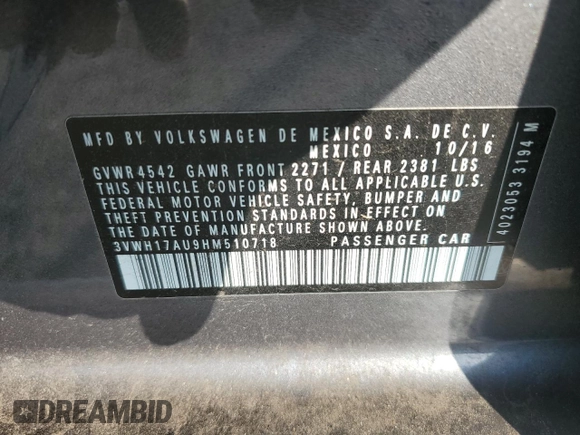 MFD BY VOLKSWAGEN DE MEXICO S.A. DE C.V.
MEXICO 10/16
GVWR 4542 GAWR FRONT 2271 / REAR 2381 LBS
THIS VEHICLE CONFORMS TO ALL APPLICABLE U.S.
FEDERAL MOTOR VEHICLE SAFETY, BUMPER AND
THEFT PREVENTION STANDARDS IN EFFECT ON
THE DATE OF MANUFACTURE SHOWN ABOVE.
3VWH17AU9HM510718 PASSENGER CAR
4023053 3194 M
DREAMBID